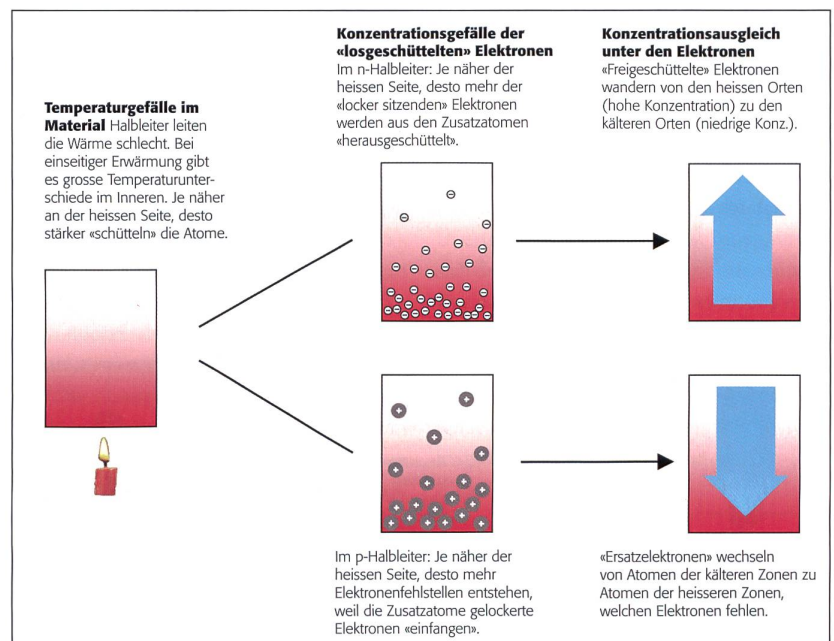 Temperaturgefälle im
Material Halbleiter leiten
die Wärme schlecht. Bei
einseitiger Erwärmung gibt
es grosse Temperaturunter-
schiede im Inneren. Je näher
an der heissen Seite, desto
stärker «schütteln» die Atome.
Konzentrationsgefälle der
«losgeschüttelten» Elektronen
Im n-Halbleiter: Je näher der
heissen Seite, desto mehr der
«locker sitzenden» Elektronen
werden aus den Zusatzatomen
«herausgeschüttelt».
Konzentrationsausgleich
unter den Elektronen
«Freigeschüttelte» Elektronen
wandern von den heissen Orten
(hohe Konzentration) zu den
kälteren Orten (niedrige Konz.).
Im p-Halbleiter: Je näher der
heissen Seite, desto mehr
Elektronenfehlstellen entstehen,
weil die Zusatzatome gelockerte
Elektronen «einfangen».
«Ersatzelektronen» wechseln
von Atomen der kälteren Zonen zu
Atomen der heisseren Zonen,
welchen Elektronen fehlen.